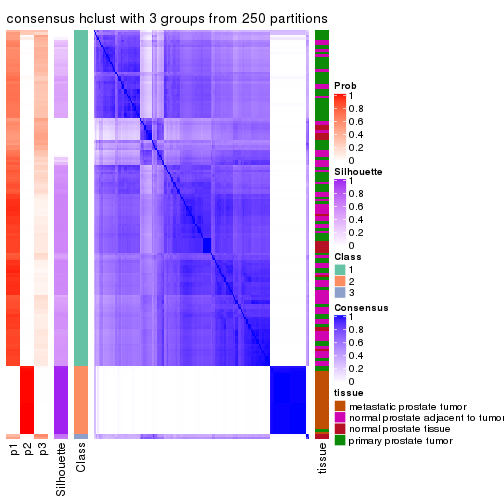 consensus hclust with 3 groups from 250 partitions
Prob
1
0.8
0.6
0.4
0.2
0
Silhouette
1
0.8
0.6
0.4
0.2
0
Class
1
2
3
Consensus
1
0.8
0.6
0.4
0.2
0
tissue
metastatic prostate tumor
normal prostate adjacent to tumor
normal prostate tissue
primary prostate tumor
p1
p2
p3
Silhouette
Class
tissue